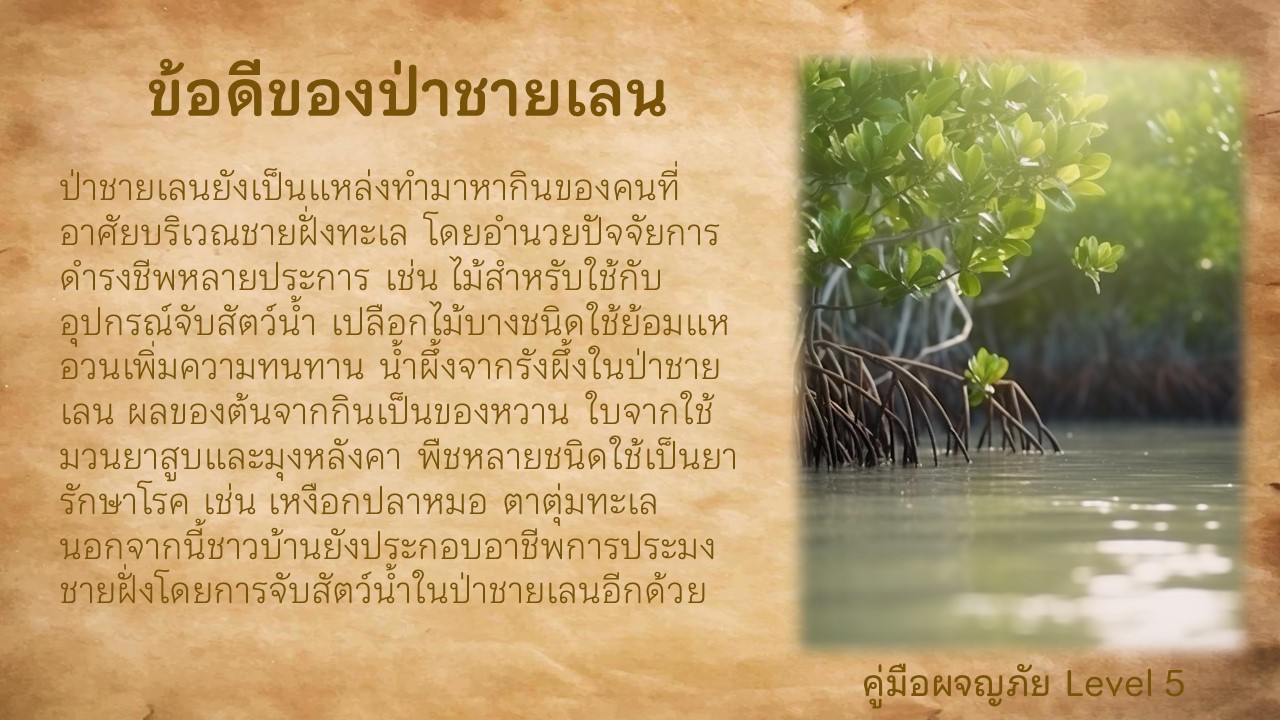 ข้อดีของป่าชายเลน
ป่าชายเลนยังเป็นแหล่งทำมาหากินของคนที่
อาศัยบริเวณชายฝั่งทะเล โดยอำนวยปัจจัยการ
ดำรงชีพหลายประการ เช่น ไม้สำหรับใช้กับ
อุปกรณ์จับสัตว์น้ำ เปลือกไม้บางชนิดใช้ย้อมแห
อวนเพิ่มความทนทาน น้ำผึ้งจากรังผึ้งในป่าชาย
เลน ผลของต้นจากกินเป็นของหวาน ใบจากใช้
มวนยาสูบและมุงหลังคา พืชหลายชนิดใช้เป็นยา
รักษาโรค เช่น เหงือกปลาหมอ ตาตุ่มทะเล
นอกจากนี้ชาวบ้านยังประกอบอาชีพการประมง
ชายฝั่งโดยการจับสัตว์น้ำในป่าชายเลนอีกด้วย
คู่มือผจญภัย Level 5